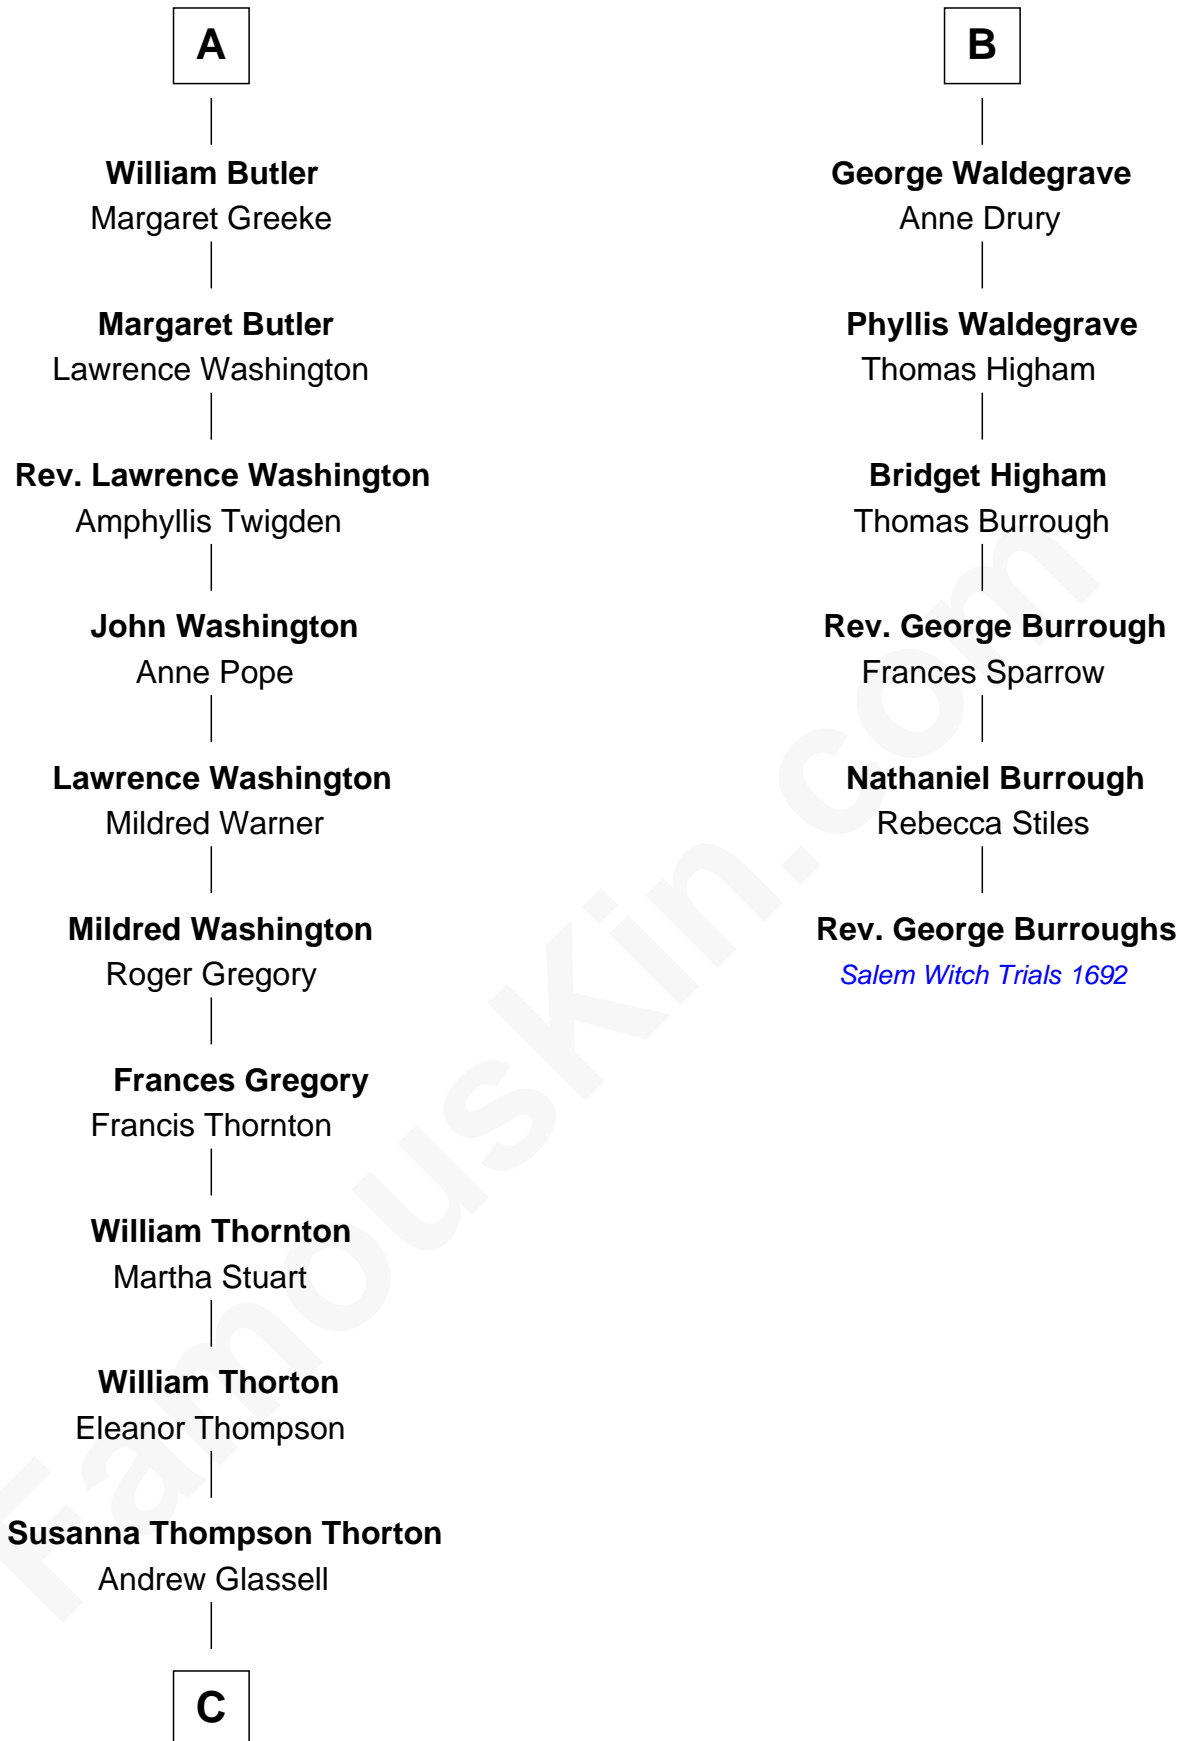 A
William Butler
Margaret Greeke
Margaret Butler
Lawrence Washington
Rev. Lawrence Washington
Amphyllis Twigden
John Washington
Anne Pope
Lawrence Washington
Mildred Warner
Mildred Washington
Roger Gregory
Frances Gregory
Francis Thornton
William Thornton
Martha Stuart
William Thorton
Eleanor Thompson
Susanna Thompson Thorton
Andrew Glassell
C
B
George Waldegrave
Anne Drury
Phyllis Waldegrave
Thomas Higham
Bridget Higham
Thomas Burrough
Rev. George Burrough
Frances Sparrow
Nathaniel Burrough
Rebecca Stiles
Rev. George Burroughs
Salem Witch Trials 1692
FamousKin.com